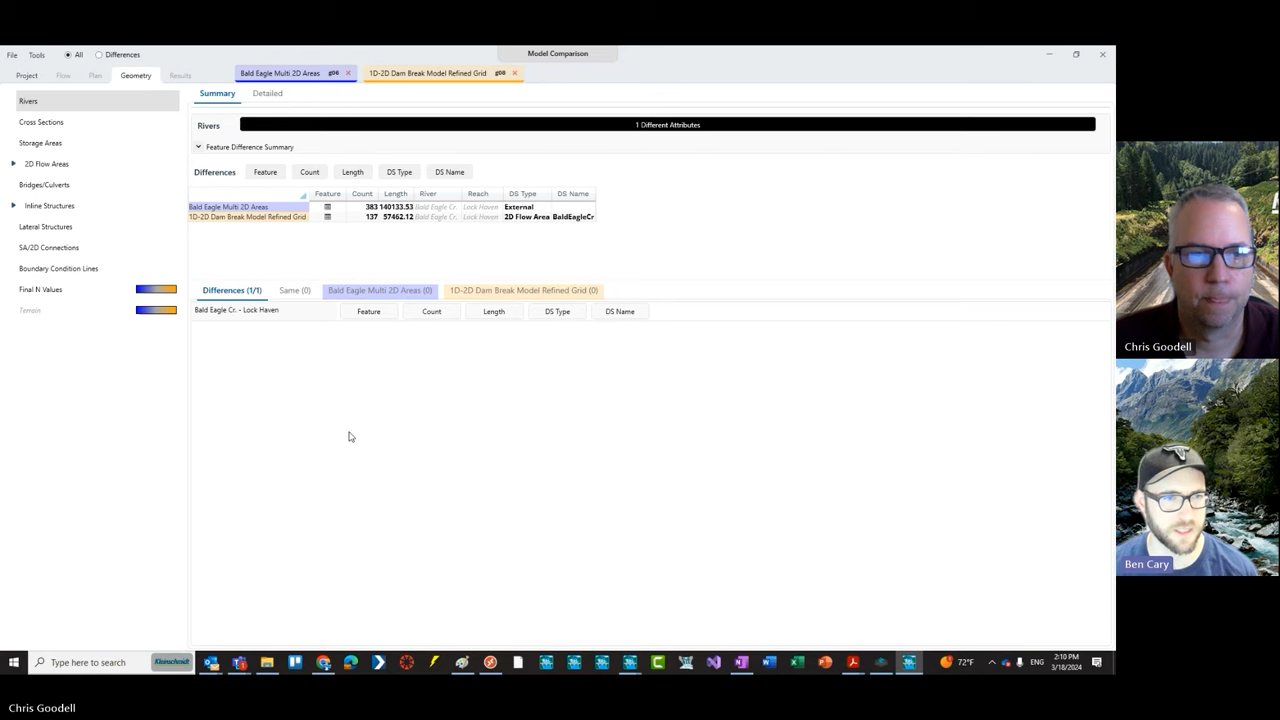 Model Comparison
File Tools All Differences
Project Flow Plan Geometry Results
Bald Eagle Multi 2D Areas g06 × 1D-2D Dam Break Model Refined Grid g08 ×
Summary Detailed
Rivers
Cross Sections
Storage Areas
2D Flow Areas
Bridges/Culverts
Inline Structures
Lateral Structures
SA/2D Connections
Boundary Condition Lines
Final N Values
Terrain
Rivers 1 Different Attributes
Feature Difference Summary
Differences Feature Count Length DS Type DS Name
Feature Count Length River Reach DS Type DS Name
Bald Eagle Multi 2D Areas 383 140133.53 Bald Eagle Cr. Lock Haven External
1D-2D Dam Break Model Refined Grid 137 57462.12 Bald Eagle Cr. Lock Haven 2D Flow Area BaldEagleCr
Differences (1/1) Same (0) Bald Eagle Multi 2D Areas (0) 1D-2D Dam Break Model Refined Grid (0)
Bald Eagle Cr. - Lock Haven Feature Count Length DS Type DS Name
Chris Goodell
Ben Cary
Type here to search Kleinschmidt
72°F ENG 2:10 PM
3/18/2024
Chris Goodell